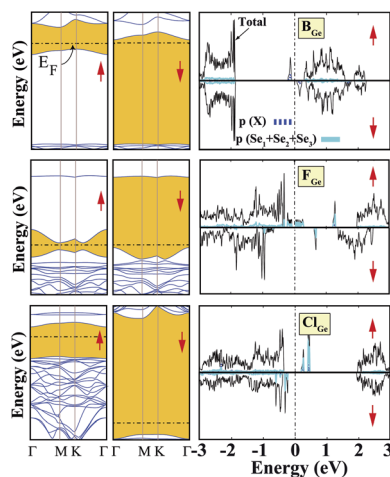 Energy (eV)
E_F
Total
B_Ge
p (X)
p (Se_1+Se_2+Se_3)
Energy (eV)
F_Ge
Energy (eV)
Cl_Ge
Γ M K Γ Γ M K Γ
-3 -2 -1 0 1 2 3
Energy (eV)